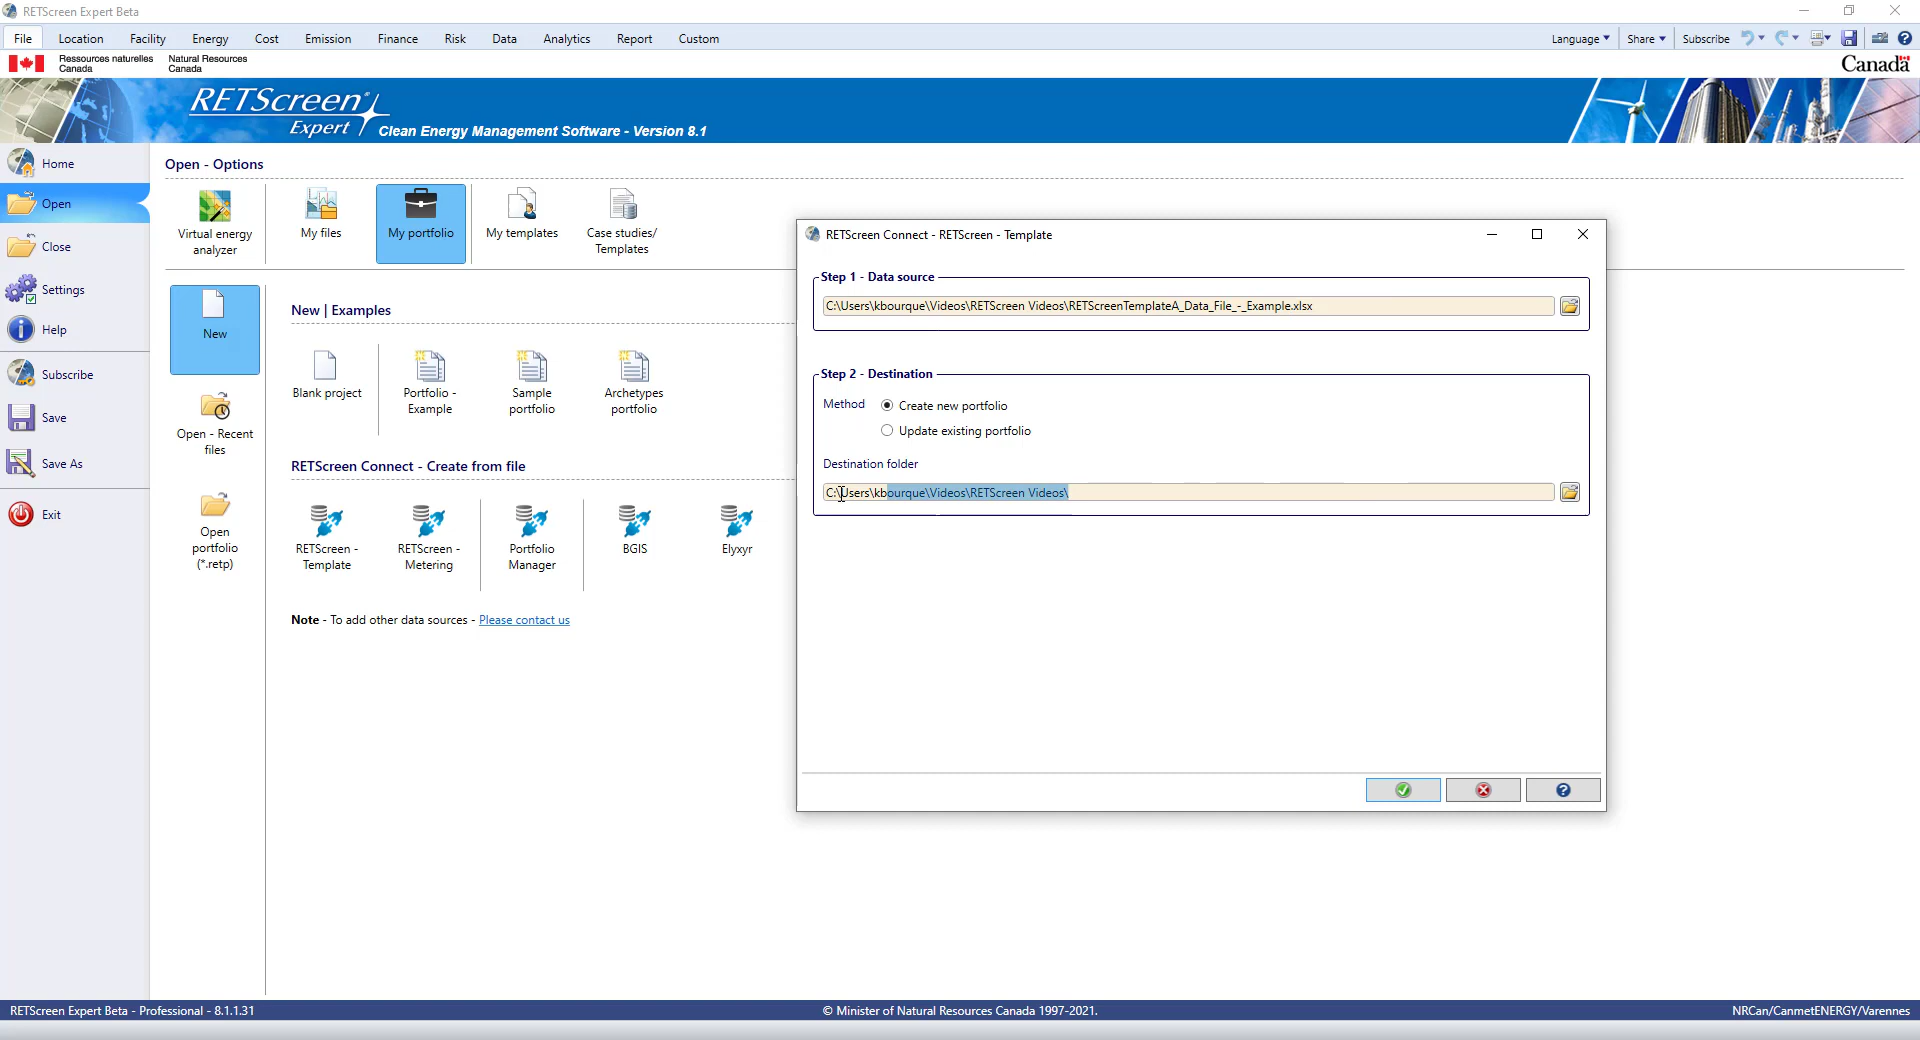 RETScreen Expert Beta
File Location Facility Energy Cost Emission Finance Risk Data Analytics Report Custom
Language Share Subscribe
Ressources naturelles Canada
Natural Resources Canada
Canada
RETScreen® Expert
Clean Energy Management Software - Version 8.1
Home
Open
Close
Settings
Help
Subscribe
Save
Save As
Exit
Open - Options
Virtual energy
analyzer
My files
My portfolio
My templates
Case studies/
Templates
New
Open - Recent
files
Open
portfolio
(*.retp)
New | Examples
Blank project
Portfolio -
Example
Sample
portfolio
Archetypes
portfolio
RETScreen Connect - Create from file
RETScreen -
Template
RETScreen -
Metering
Portfolio
Manager
BGIS
Elyxyr
Note - To add other data sources - Please contact us
RETScreen Connect - RETScreen - Template
Step 1 - Data source
C:\Users\kbourque\Videos\RETScreen Videos\RETScreenTemplateA_Data_File_-_Example.xlsx
Step 2 - Destination
Method
Create new portfolio
Update existing portfolio
Destination folder
C:\Users\kbourque\Videos\RETScreen Videos\
RETScreen Expert Beta - Professional - 8.1.1.31
© Minister of Natural Resources Canada 1997-2021.
NRCan/CanmetENERGY/Varennes